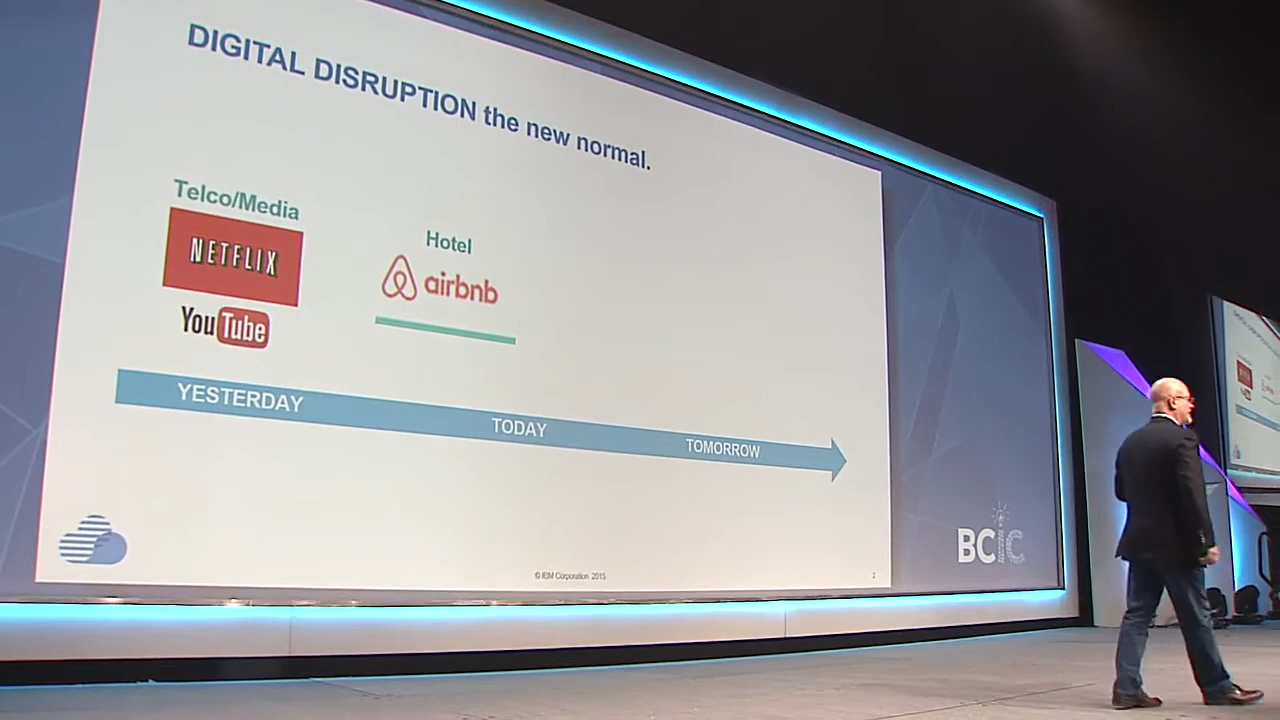 DIGITAL DISRUPTION the new normal.
Telco/Media
NETFLIX
YouTube
Hotel
airbnb
YESTERDAY
TODAY
TOMORROW
© IBM Corporation 2015
2
BCIC